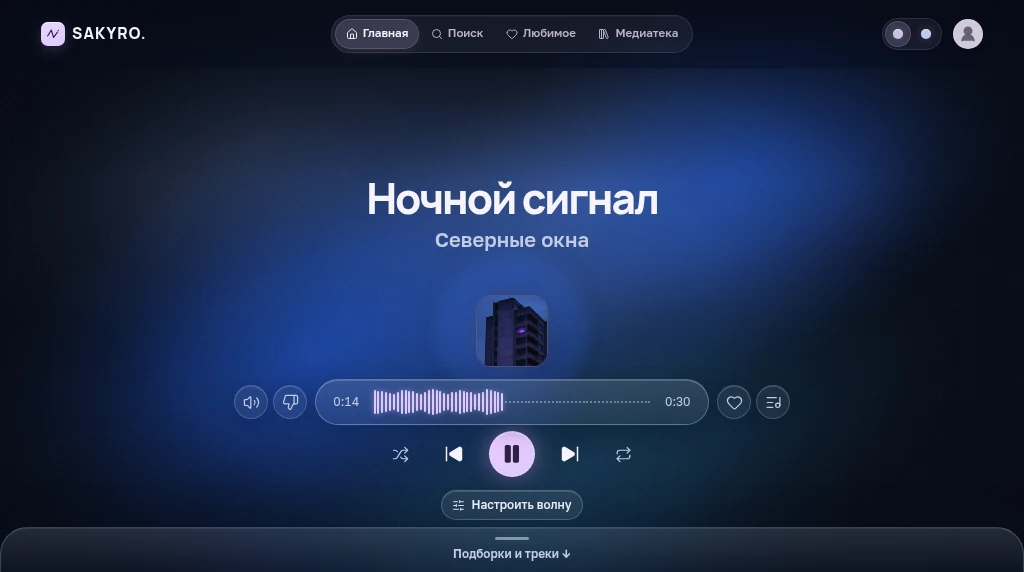 SAKYRO.
Главная
Поиск
Любимое
Медиатека
Ночной сигнал
Северные окна
0:14
0:30
Настроить волну
Подборки и треки ↓